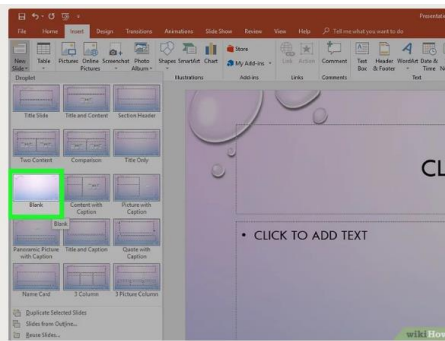 Presentat
File Home Insert Design Transitions Animations Slide Show Review View Help Tell me what you want to do
New Slide Table Pictures Online Pictures Screenshot Photo Album Shapes SmartArt Chart Store My Add-ins Link Action Comment Text Box Header & Footer WordArt Date & Time
Illustrations Add-ins Links Comments Text
Droplet
Title Slide Title and Content Section Header
Two Content Comparison Title Only
Blank Content with Caption Picture with Caption
Blank
Panoramic Picture with Caption Title and Caption Quote with Caption
Name Card 3 Column 3 Picture Column
Duplicate Selected Slides
Slides from Outline...
Reuse Slides...
CL
• CLICK TO ADD TEXT
wikiHow